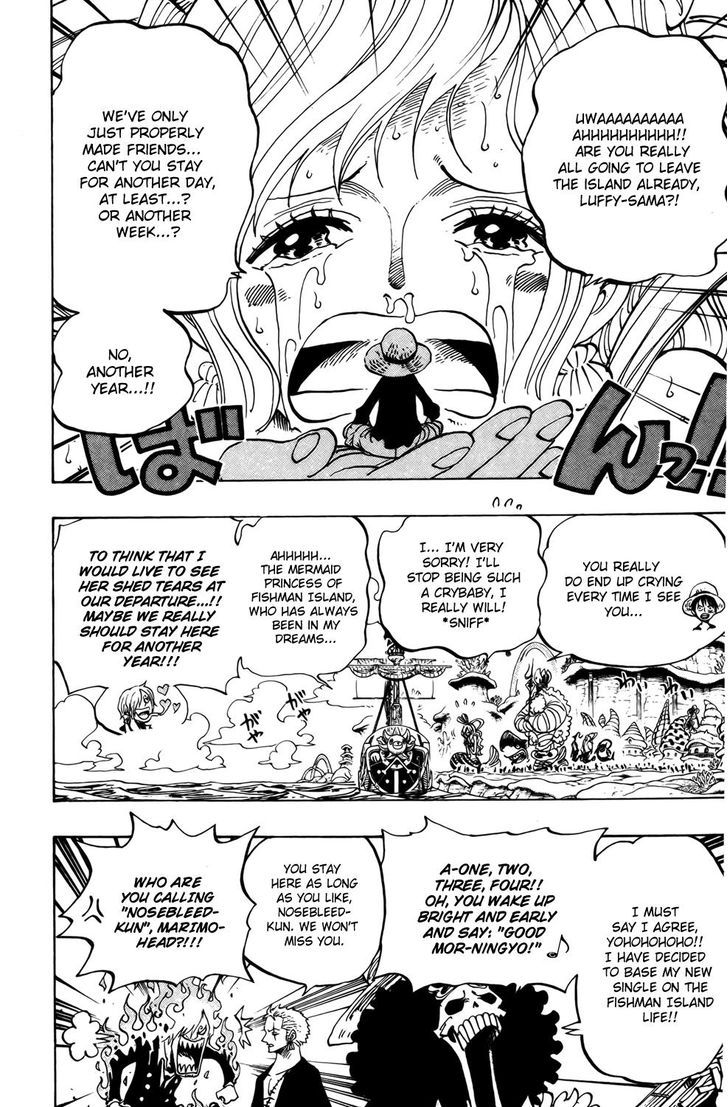 UWAAAAAAAAAA
AHHHHHHHHHH!!
ARE YOU REALLY
ALL GOING TO LEAVE
THE ISLAND ALREADY,
LUFFY-SAMA?!
WE'VE ONLY
JUST PROPERLY
MADE FRIENDS...
CAN'T YOU STAY
FOR ANOTHER DAY,
AT LEAST...?
OR ANOTHER
WEEK...?
NO,
ANOTHER
YEAR...!!
んっ!!
ば
YOU REALLY
DO END UP CRYING
EVERY TIME I SEE
YOU...
I... I'M VERY
SORRY! I'LL
STOP BEING SUCH
A CRYBABY, I
REALLY WILL!
*SNIFF*
AHHHHH...
THE MERMAID
PRINCESS OF
FISHMAN ISLAND,
WHO HAS ALWAYS
BEEN IN MY
DREAMS...
TO THINK THAT I
WOULD LIVE TO SEE
HER SHED TEARS AT
OUR DEPARTURE...!!
MAYBE WE REALLY
SHOULD STAY HERE
FOR ANOTHER
YEAR!!!
がや
がや
I MUST
SAY I AGREE,
YOHOHOHOHO!!
I HAVE DECIDED
TO BASE MY NEW
SINGLE ON THE
FISHMAN ISLAND
LIFE!!
A-ONE, TWO,
THREE, FOUR!!
OH, YOU WAKE UP
BRIGHT AND EARLY
AND SAY: "GOOD
MOR-NINGYO!" ♪
YOU STAY
HERE AS LONG
AS YOU LIKE,
NOSEBLEED-
KUN. WE WON'T
MISS YOU.
WHO ARE
YOU CALLING
"NOSEBLEED-
KUN", MARIMO-
HEAD?!!!